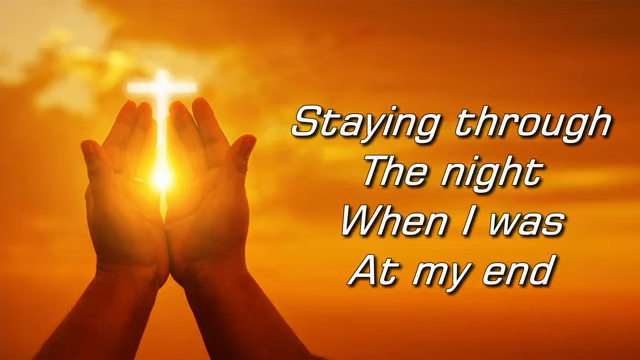 Staying through
The night
When I was
At my end